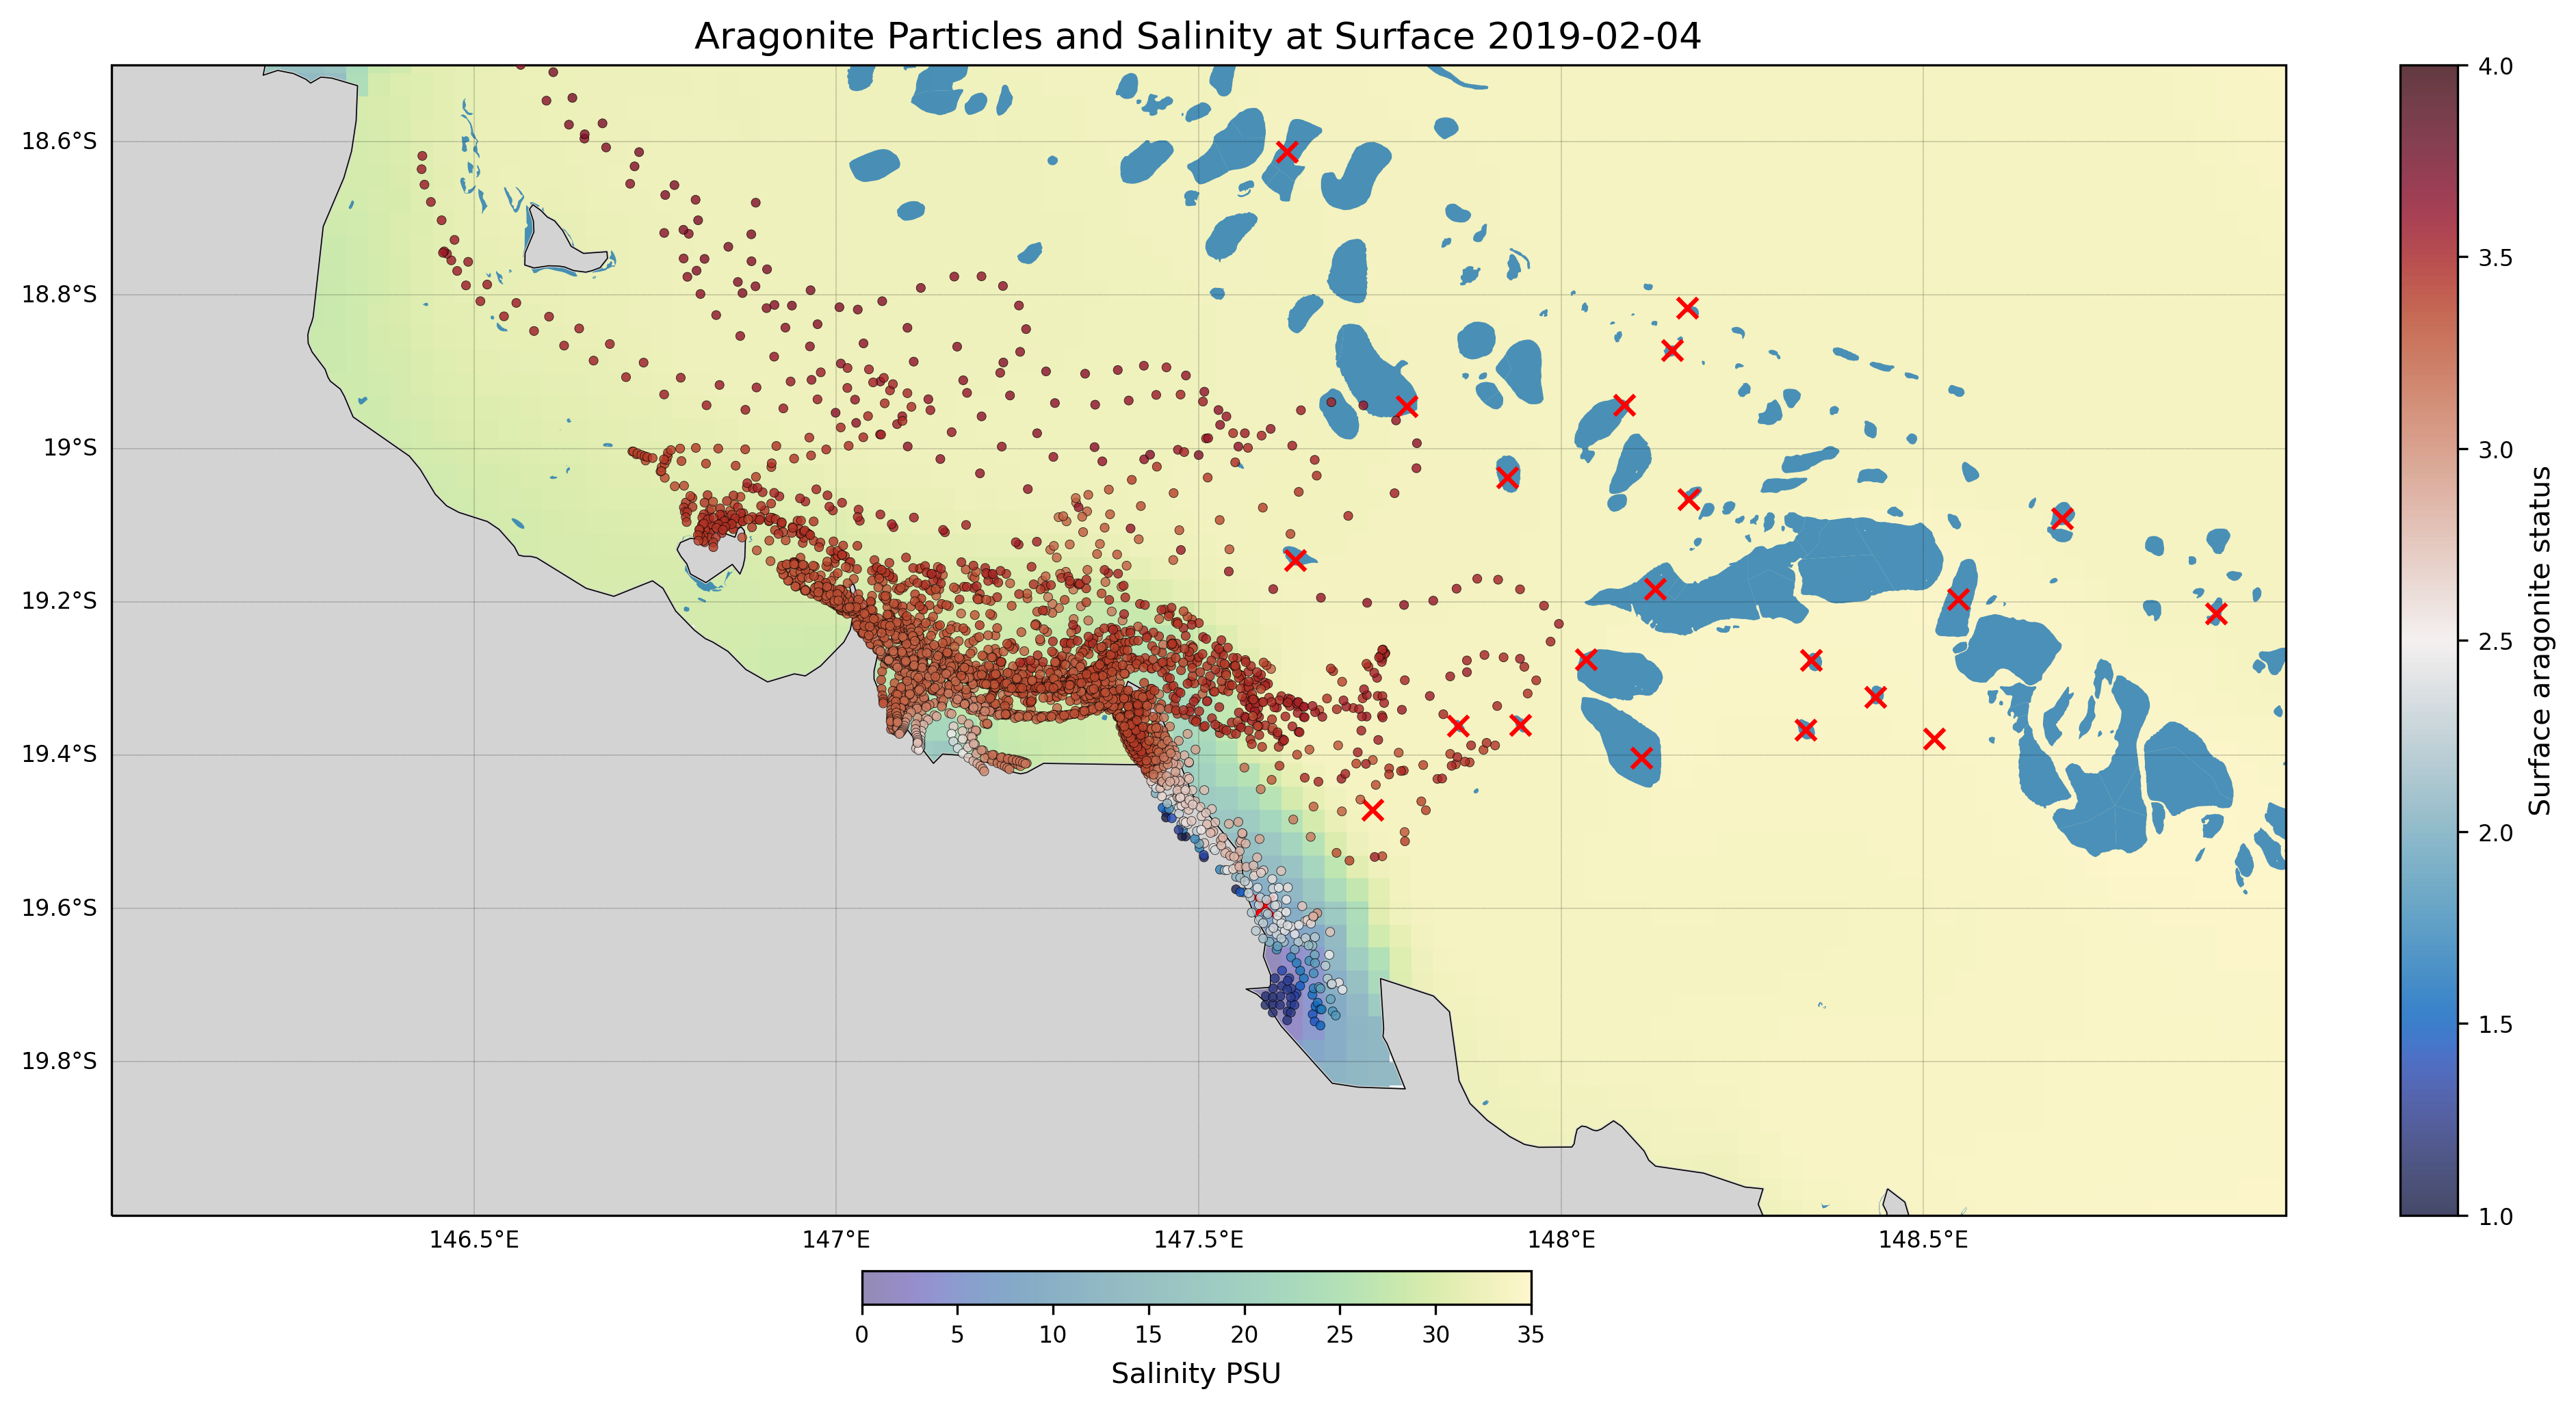 Aragonite Particles and Salinity at Surface 2019-02-04
18.6°S
18.8°S
19°S
19.2°S
19.4°S
19.6°S
19.8°S
146.5°E
147°E
147.5°E
148°E
148.5°E
4.0
3.5
3.0
2.5
2.0
1.5
1.0
Surface aragonite status
0
5
10
15
20
25
30
35
Salinity PSU